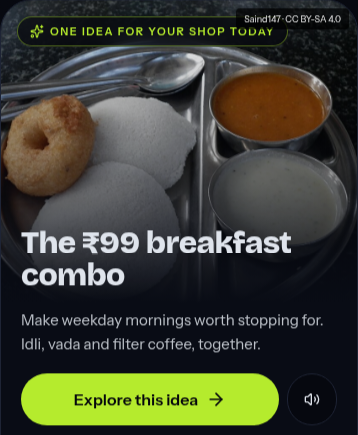 Saind147 · CC BY-SA 4.0
ONE IDEA FOR YOUR SHOP TODAY
The ₹99 breakfast
combo
Make weekday mornings worth stopping for.
Idli, vada and filter coffee, together.
Explore this idea →